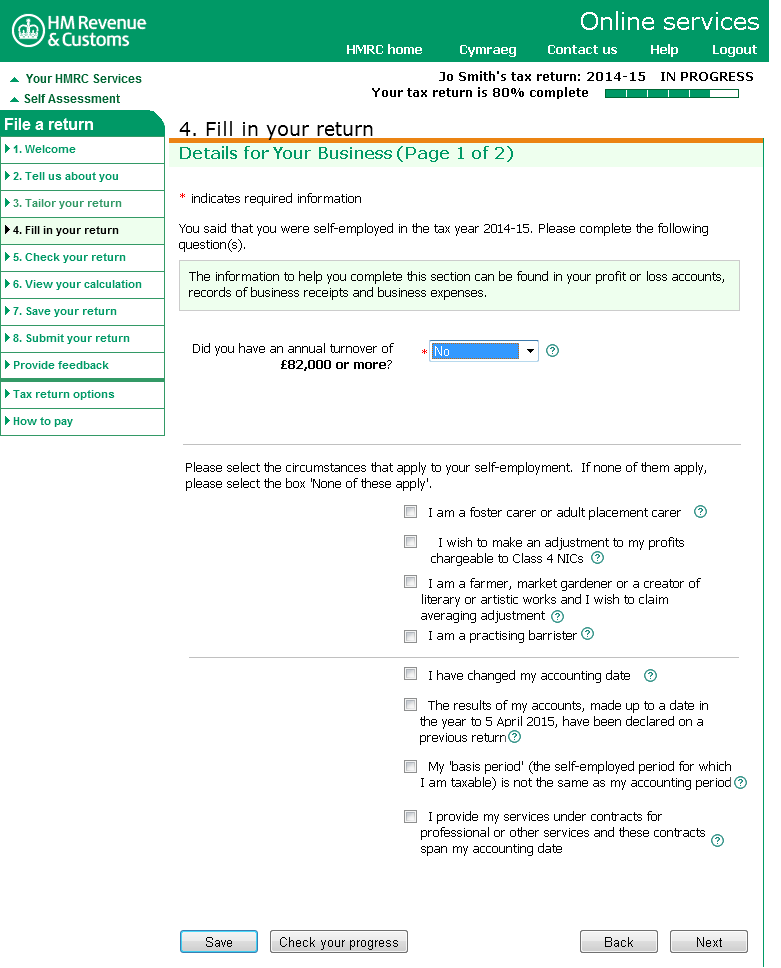 HM Revenue
& Customs
Online services
HMRC home Cymraeg Contact us Help Logout
Your HMRC Services
Self Assessment
Jo Smith's tax return: 2014-15 IN PROGRESS
Your tax return is 80% complete
File a return
1. Welcome
2. Tell us about you
3. Tailor your return
4. Fill in your return
5. Check your return
6. View your calculation
7. Save your return
8. Submit your return
Provide feedback
Tax return options
How to pay
4. Fill in your return
Details for Your Business (Page 1 of 2)
* indicates required information
You said that you were self-employed in the tax year 2014-15. Please complete the following
question(s).
The information to help you complete this section can be found in your profit or loss accounts,
records of business receipts and business expenses.
Did you have an annual turnover of * No ?
£82,000 or more?
Please select the circumstances that apply to your self-employment. If none of them apply,
please select the box 'None of these apply'.
I am a foster carer or adult placement carer ?
I wish to make an adjustment to my profits
chargeable to Class 4 NICs ?
I am a farmer, market gardener or a creator of
literary or artistic works and I wish to claim
averaging adjustment ?
I am a practising barrister ?
I have changed my accounting date ?
The results of my accounts, made up to a date in
the year to 5 April 2015, have been declared on a
previous return ?
My 'basis period' (the self-employed period for which
I am taxable) is not the same as my accounting period ?
I provide my services under contracts for
professional or other services and these contracts ?
span my accounting date
Save Check your progress Back Next